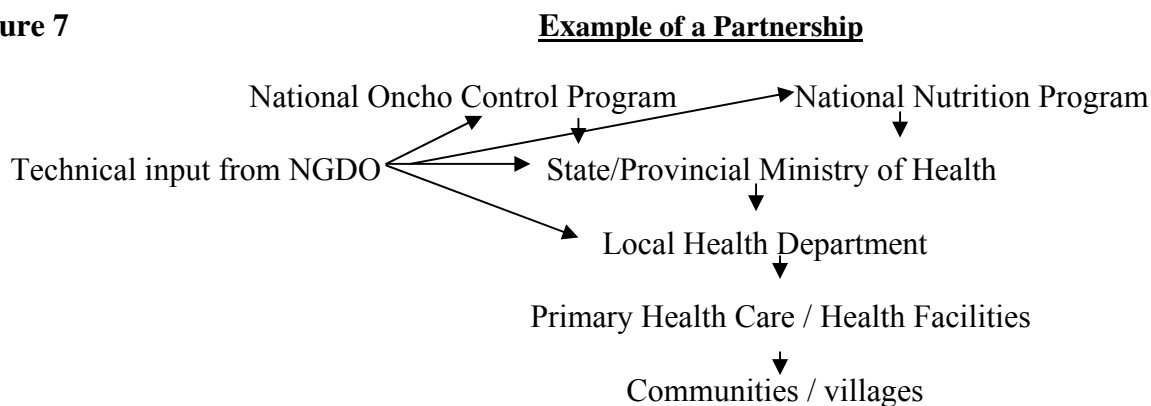 ure 7 Example of a Partnership
National Oncho Control Program National Nutrition Program
Technical input from NGDO State/Provincial Ministry of Health
Local Health Department
Primary Health Care / Health Facilities
Communities / villages